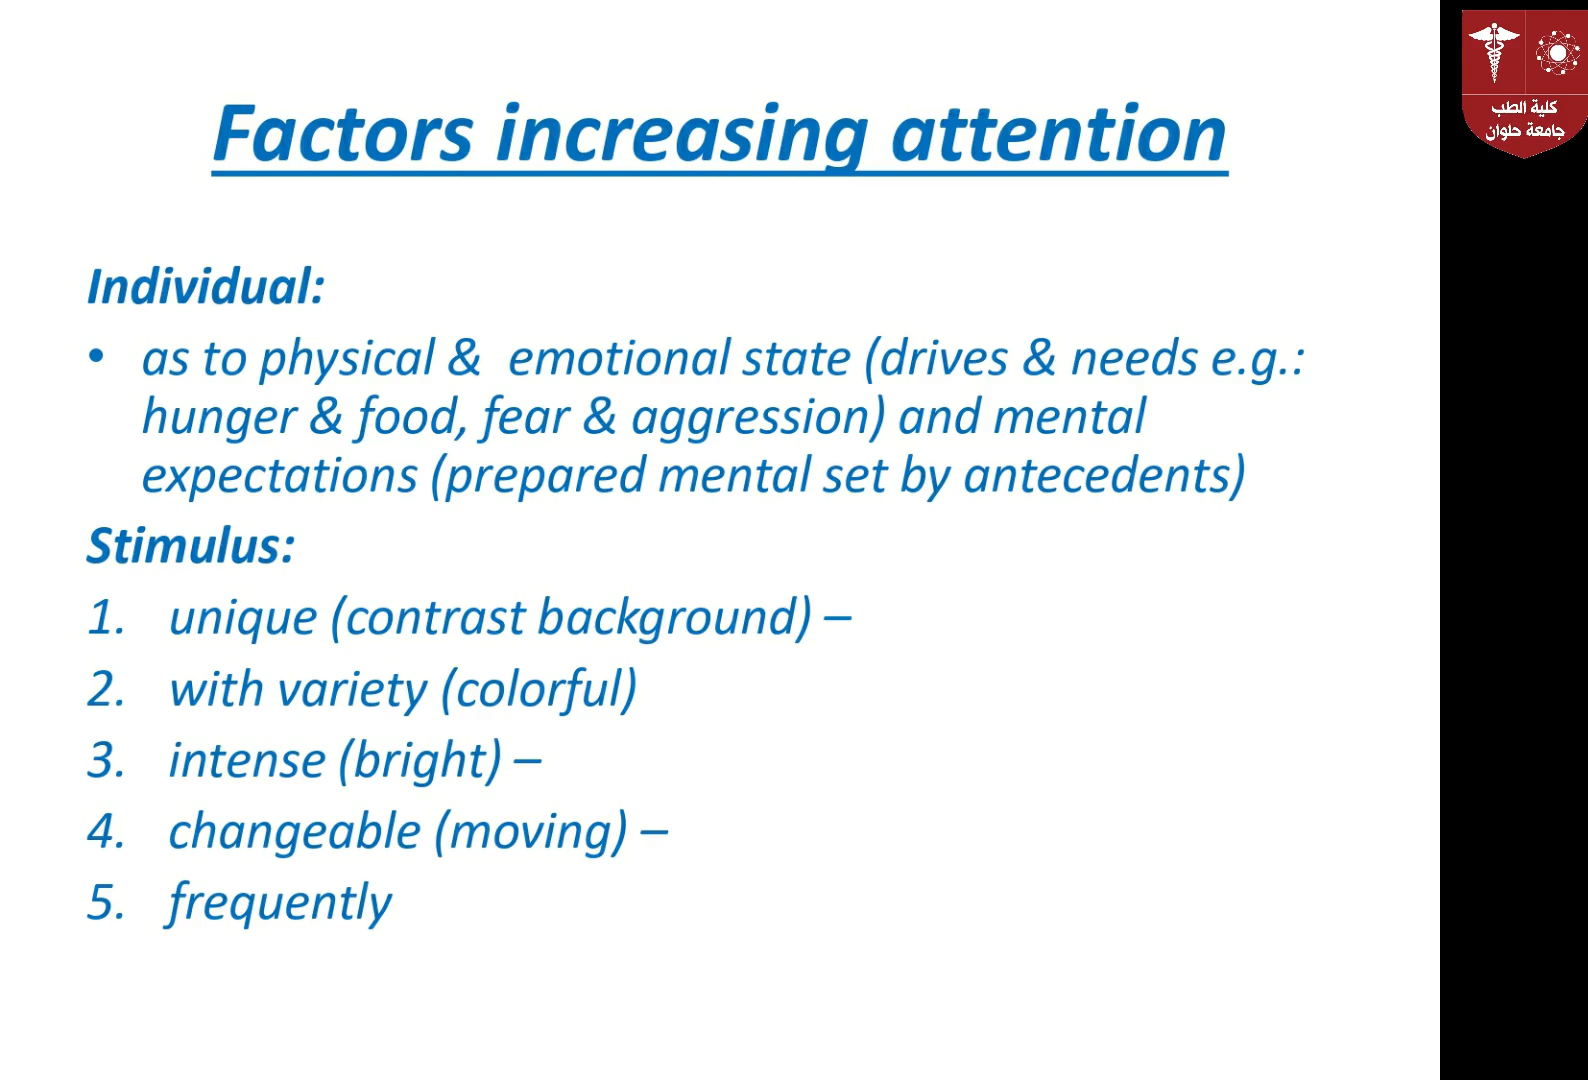 Factors increasing attention
Individual:
• as to physical & emotional state (drives & needs e.g.:
hunger & food, fear & aggression) and mental
expectations (prepared mental set by antecedents)
Stimulus:
1. unique (contrast background) –
2. with variety (colorful)
3. intense (bright) –
4. changeable (moving) –
5. frequently
كلية الطب
جامعة حلوان